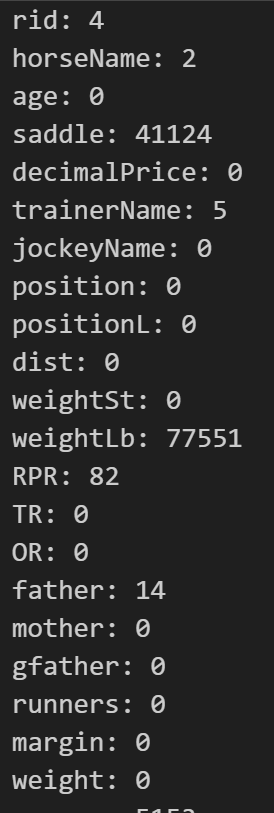 rid: 4
horseName: 2
age: 0
saddle: 41124
decimalPrice: 0
trainerName: 5
jockeyName: 0
position: 0
positionL: 0
dist: 0
weightSt: 0
weightLb: 77551
RPR: 82
TR: 0
OR: 0
father: 14
mother: 0
gfather: 0
runners: 0
margin: 0
weight: 0